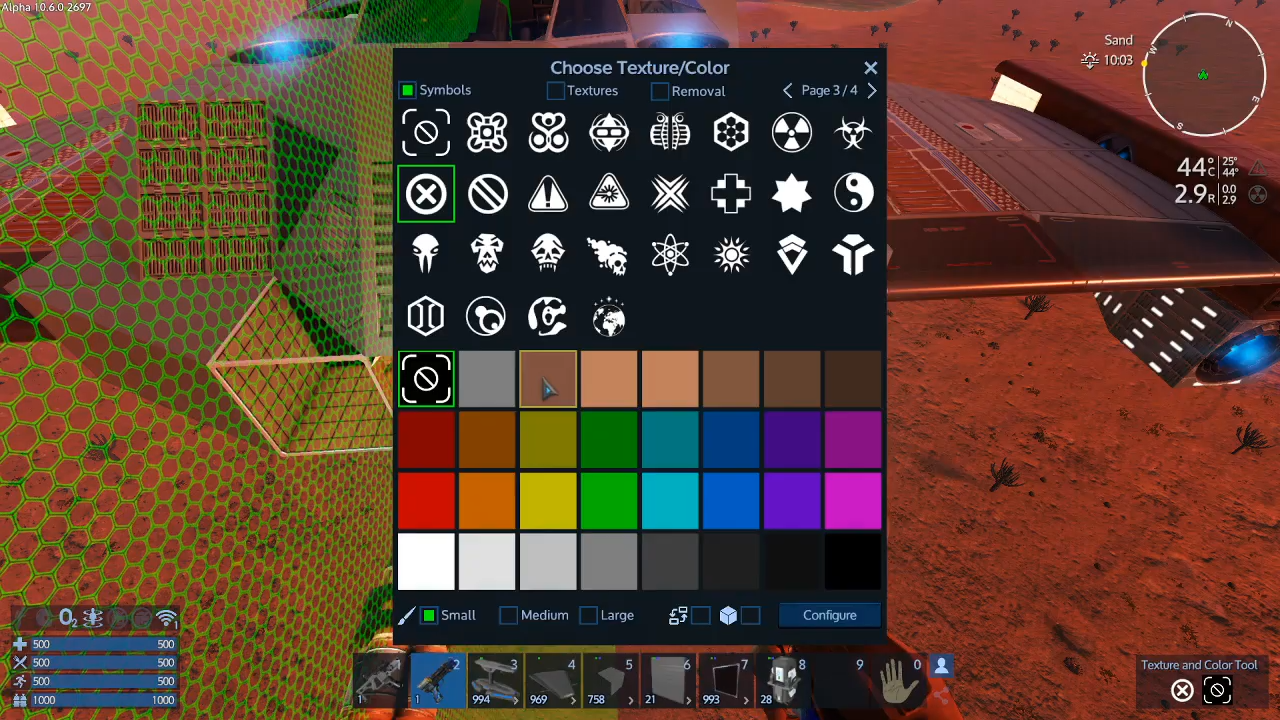 Alpha 10.6.0 2697
N
W
E
S
Sand
10:03
44°C 25° 44°
2.9R 0.0 2.9
Choose Texture/Color
Symbols Textures Removal Page 3 / 4
Small Medium Large Configure
O2 1
500 500
500 500
500 500
1000 1000
1 2 3 4 5 6 7 8 9 0
1 1 994 969 758 21 993 28
Texture and Color Tool